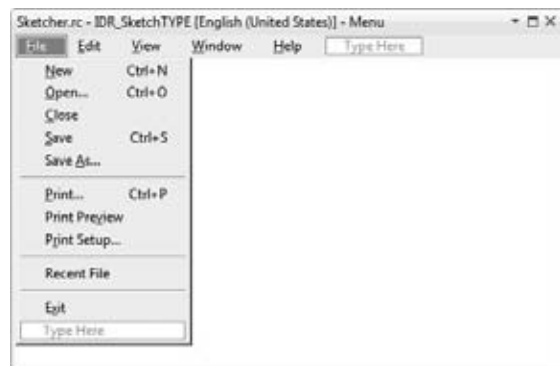 Sketcher.rc - IDR_SketchTYPE [English (United States)] - Menu
File Edit View Window Help Type Here
New Ctrl+N
Open... Ctrl+O
Close
Save Ctrl+S
Save As...
Print... Ctrl+P
Print Preview
Print Setup...
Recent File
Exit
Type Here